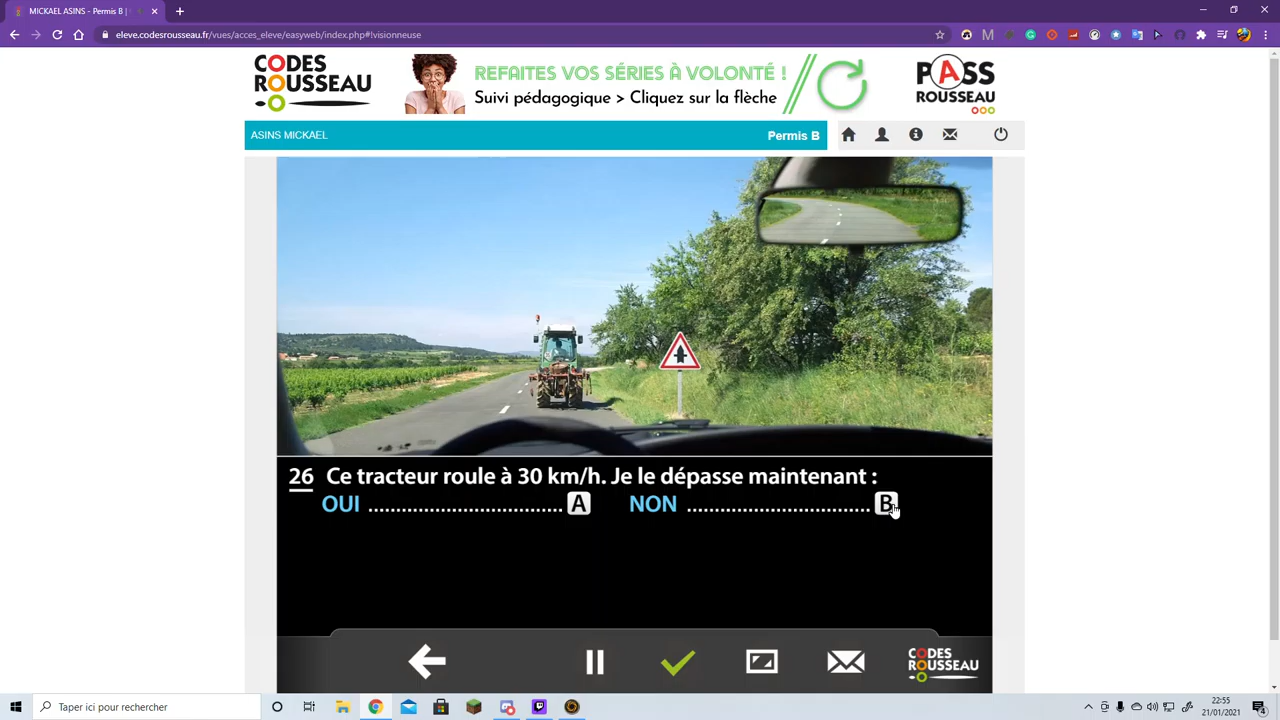 MICKAEL ASINS - Permis B |
eleve.codesrousseau.fr/vues/acces_eleve/easyweb/index.php#!visionneuse
CODES
ROUSSEAU
REFAITES VOS SÉRIES À VOLONTÉ !
Suivi pédagogique > Cliquez sur la flèche
PASS
ROUSSEAU
ASINS MICKAEL
Permis B
26 Ce tracteur roule à 30 km/h. Je le dépasse maintenant :
OUI .................................. A NON ................................ B
CODES
ROUSSEAU
Taper ici pour rechercher
22:55
21/01/2021
4